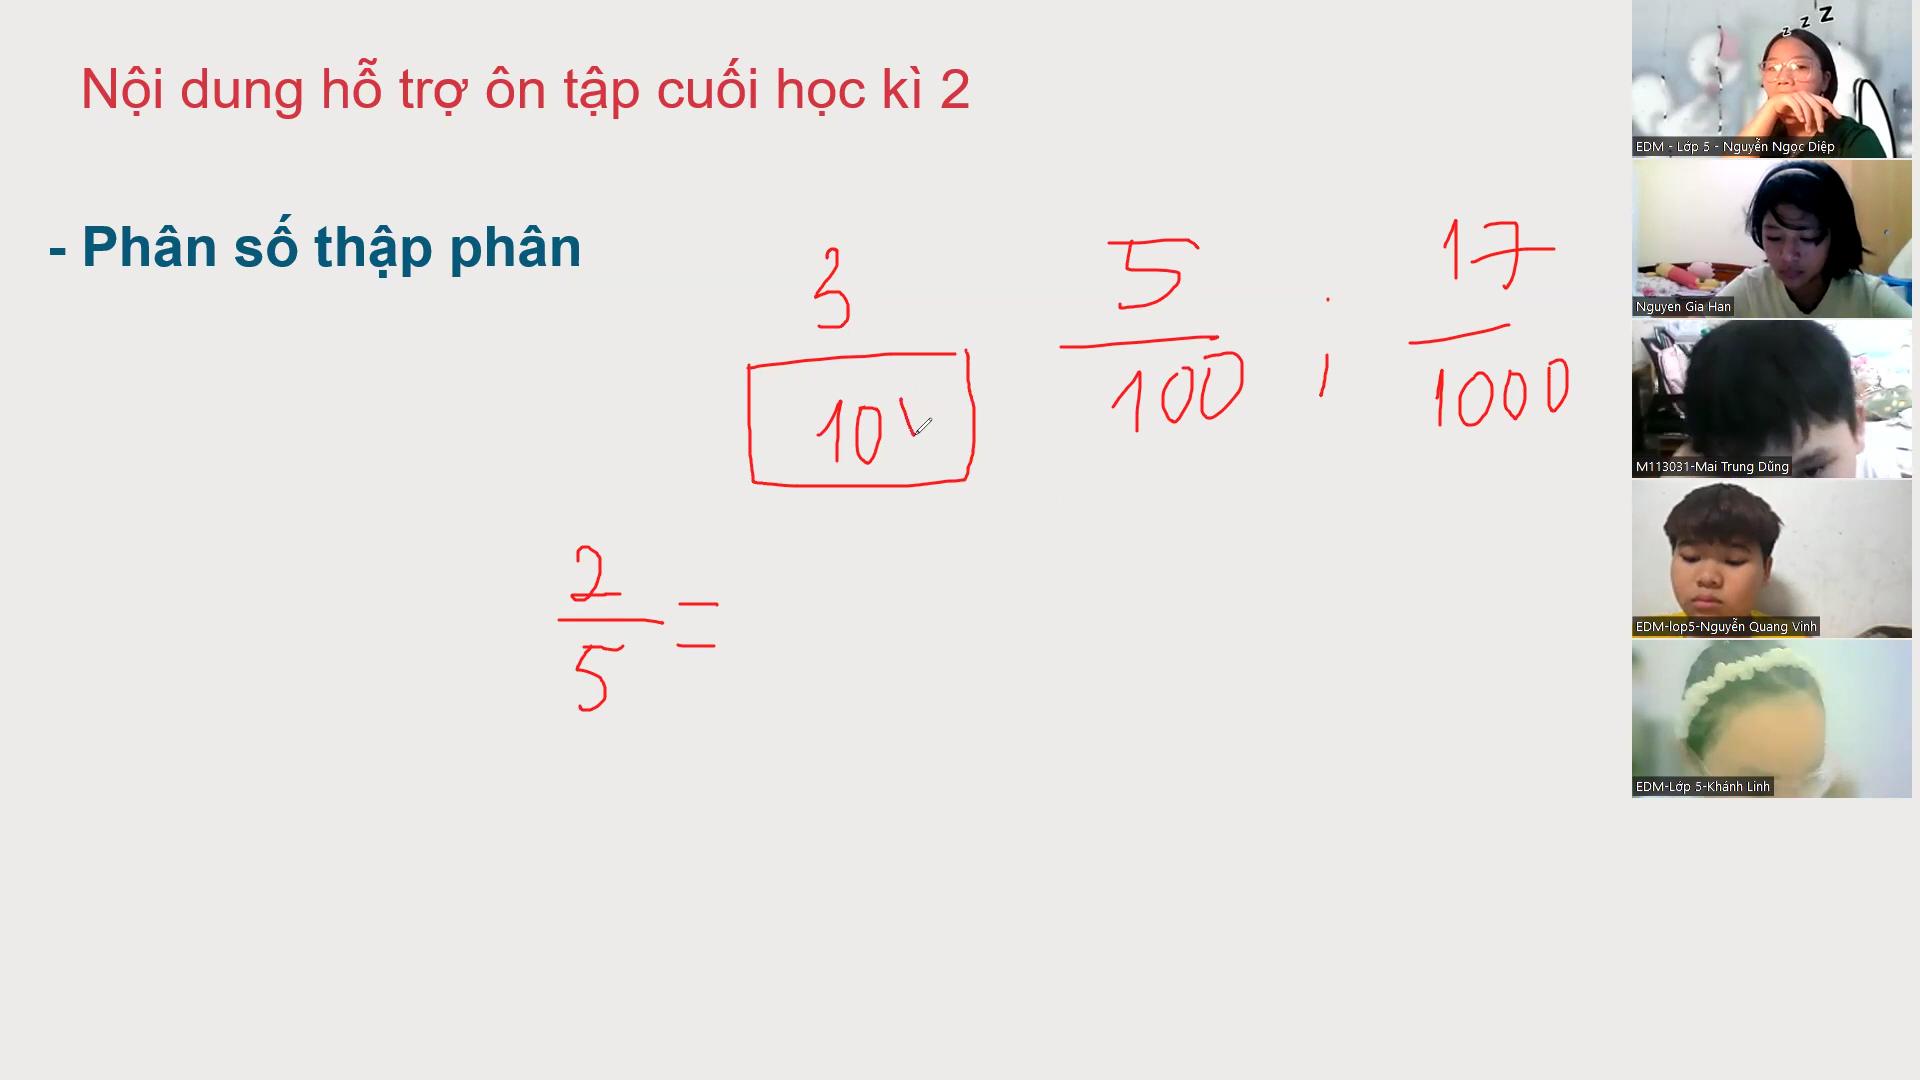 Nội dung hỗ trợ ôn tập cuối học kì 2
- Phân số thập phân
3
10
5
100
;
17
1000
2
5
=
z z Z
EDM - Lớp 5 - Nguyễn Ngọc Diệp
Nguyen Gia Han
M113031-Mai Trung Dũng
EDM-lop5-Nguyễn Quang Vinh
EDM-Lớp 5-Khánh Linh